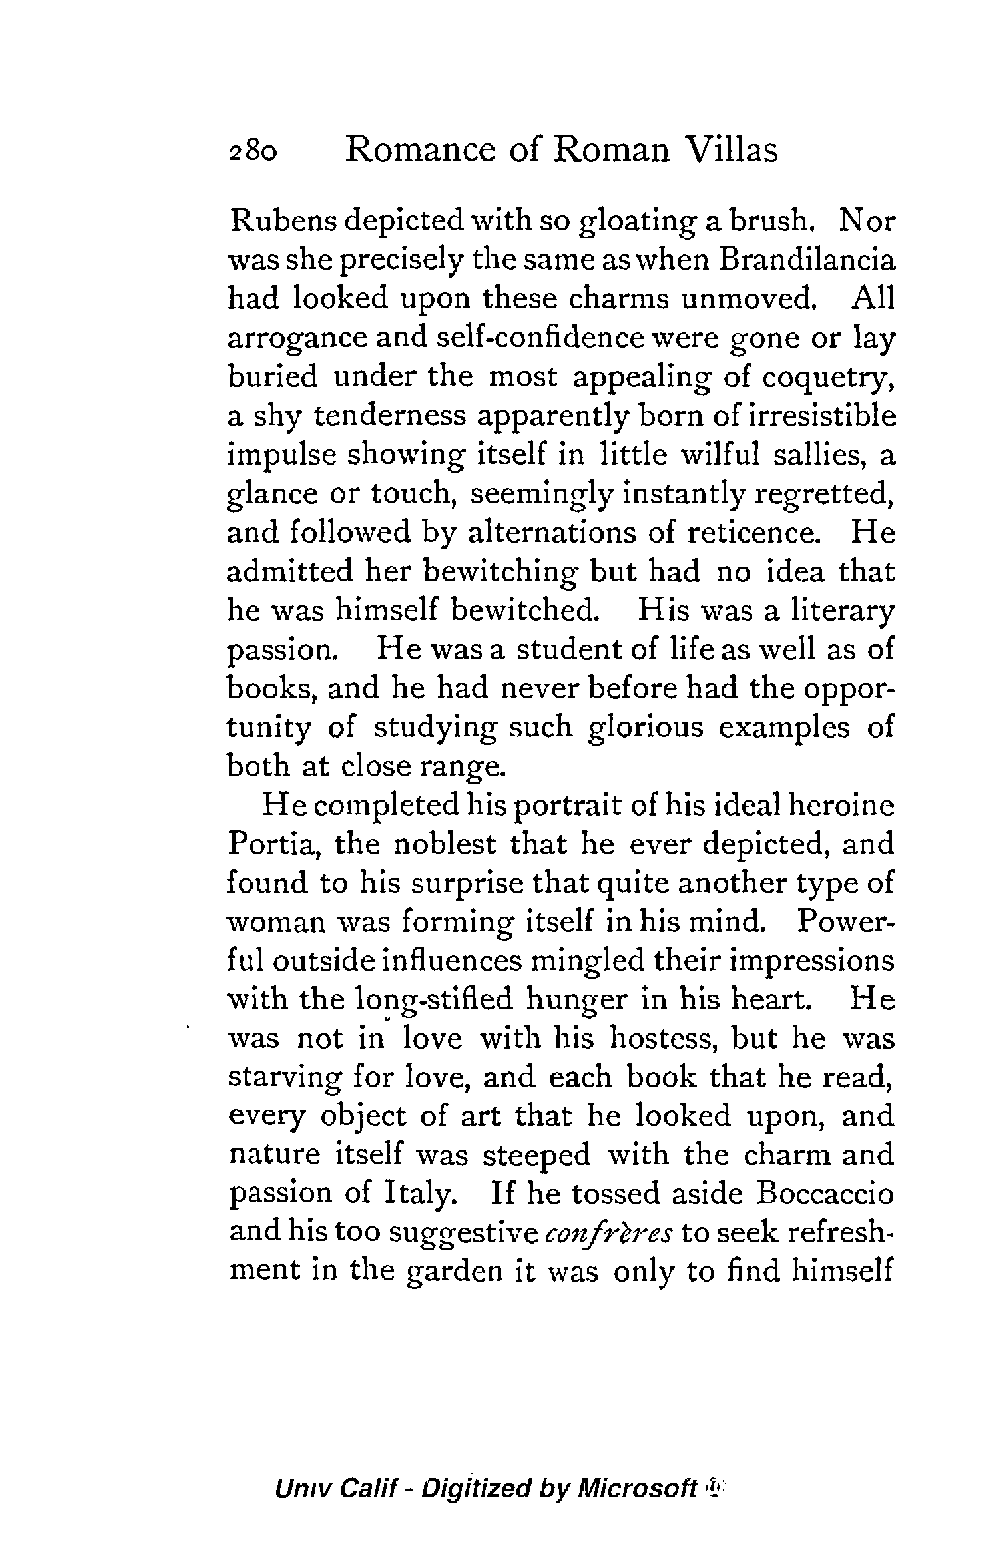 280 Romance of Roman Villas
Rubens depicted with so gloating a brush. Nor
was she precisely the same as when Brandilancia
had looked upon these charms unmoved. All
arrogance and self-confidence were gone or lay
buried under the most appealing of coquetry,
a shy tenderness apparently born of irresistible
impulse showing itself in little wilful sallies, a
glance or touch, seemingly instantly regretted,
and followed by alternations of reticence. He
admitted her bewitching but had no idea that
he was himself bewitched. His was a literary
passion. He was a student of life as well as of
books, and he had never before had the oppor-
tunity of studying such glorious examples of
both at close range.
He completed his portrait of his ideal heroine
Portia, the noblest that he ever depicted, and
found to his surprise that quite another type of
woman was forming itself in his mind. Power-
ful outside influences mingled their impressions
with the long-stifled hunger in his heart. He
was not in love with his hostess, but he was
starving for love, and each book that he read,
every object of art that he looked upon, and
nature itself was steeped with the charm and
passion of Italy. If he tossed aside Boccaccio
and his too suggestive confrères to seek refresh-
ment in the garden it was only to find himself
Univ Calif - Digitized by Microsoft ®